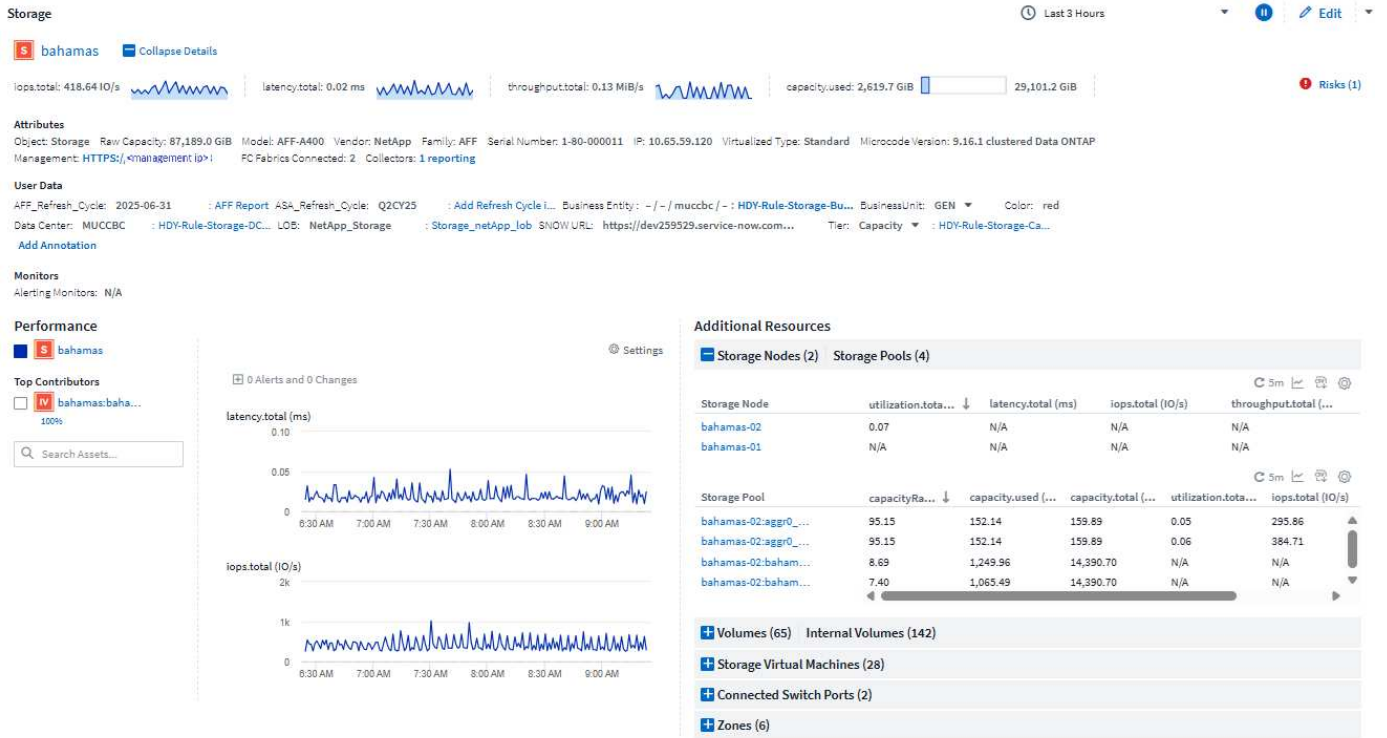 Storage
Last 3 Hours
Edit
S bahamas Collapse Details
iops.total: 418.64 IO/s
latency.total: 0.02 ms
throughput.total: 0.13 MiB/s
capacity.used: 2,619.7 GiB
29,101.2 GiB
Risks (1)
Attributes
Object: Storage Raw Capacity: 87,189.0 GiB Model: AFF-A400 Vendor: NetApp Family: AFF Serial Number: 1-80-000011 IP: 10.65.59.120 Virtualized Type: Standard Microcode Version: 9.16.1 clustered Data ONTAP
Management: HTTPS:/,<management ip>: FC Fabrics Connected: 2 Collectors: 1 reporting
User Data
AFF_Refresh_Cycle: 2025-06-31 : AFF Report ASA_Refresh_Cycle: Q2CY25 : Add Refresh Cycle i... Business Entity: – / – / muccbc / – : HDY-Rule-Storage-Bu... BusinessUnit: GEN Color: red
Data Center: MUCCBC : HDY-Rule-Storage-DC... LOB: NetApp_Storage : Storage_netApp_lob SNOW URL: https://dev259529.service-now.com... Tier: Capacity : HDY-Rule-Storage-Ca...
Add Annotation
Monitors
Alerting Monitors: N/A
Performance
S bahamas
Top Contributors
IV bahamas:baha...
100%
Search Assets...
Settings
0 Alerts and 0 Changes
latency.total (ms)
0.10
0.05
0
6:30 AM 7:00 AM 7:30 AM 8:00 AM 8:30 AM 9:00 AM
iops.total (IO/s)
2k
1k
0
6:30 AM 7:00 AM 7:30 AM 8:00 AM 8:30 AM 9:00 AM
Additional Resources
Storage Nodes (2) Storage Pools (4)
5m
Storage Node utilization.tota... latency.total (ms) iops.total (IO/s) throughput.total (...
bahamas-02 0.07 N/A N/A N/A
bahamas-01 N/A N/A N/A N/A
5m
Storage Pool capacityRa... capacity.used (... capacity.total (... utilization.tota... iops.total (IO/s)
bahamas-02:aggr0_... 95.15 152.14 159.89 0.05 295.86
bahamas-02:aggr0_... 95.15 152.14 159.89 0.06 384.71
bahamas-02:baham... 8.69 1,249.96 14,390.70 N/A N/A
bahamas-02:baham... 7.40 1,065.49 14,390.70 N/A N/A
Volumes (65) Internal Volumes (142)
Storage Virtual Machines (28)
Connected Switch Ports (2)
Zones (6)